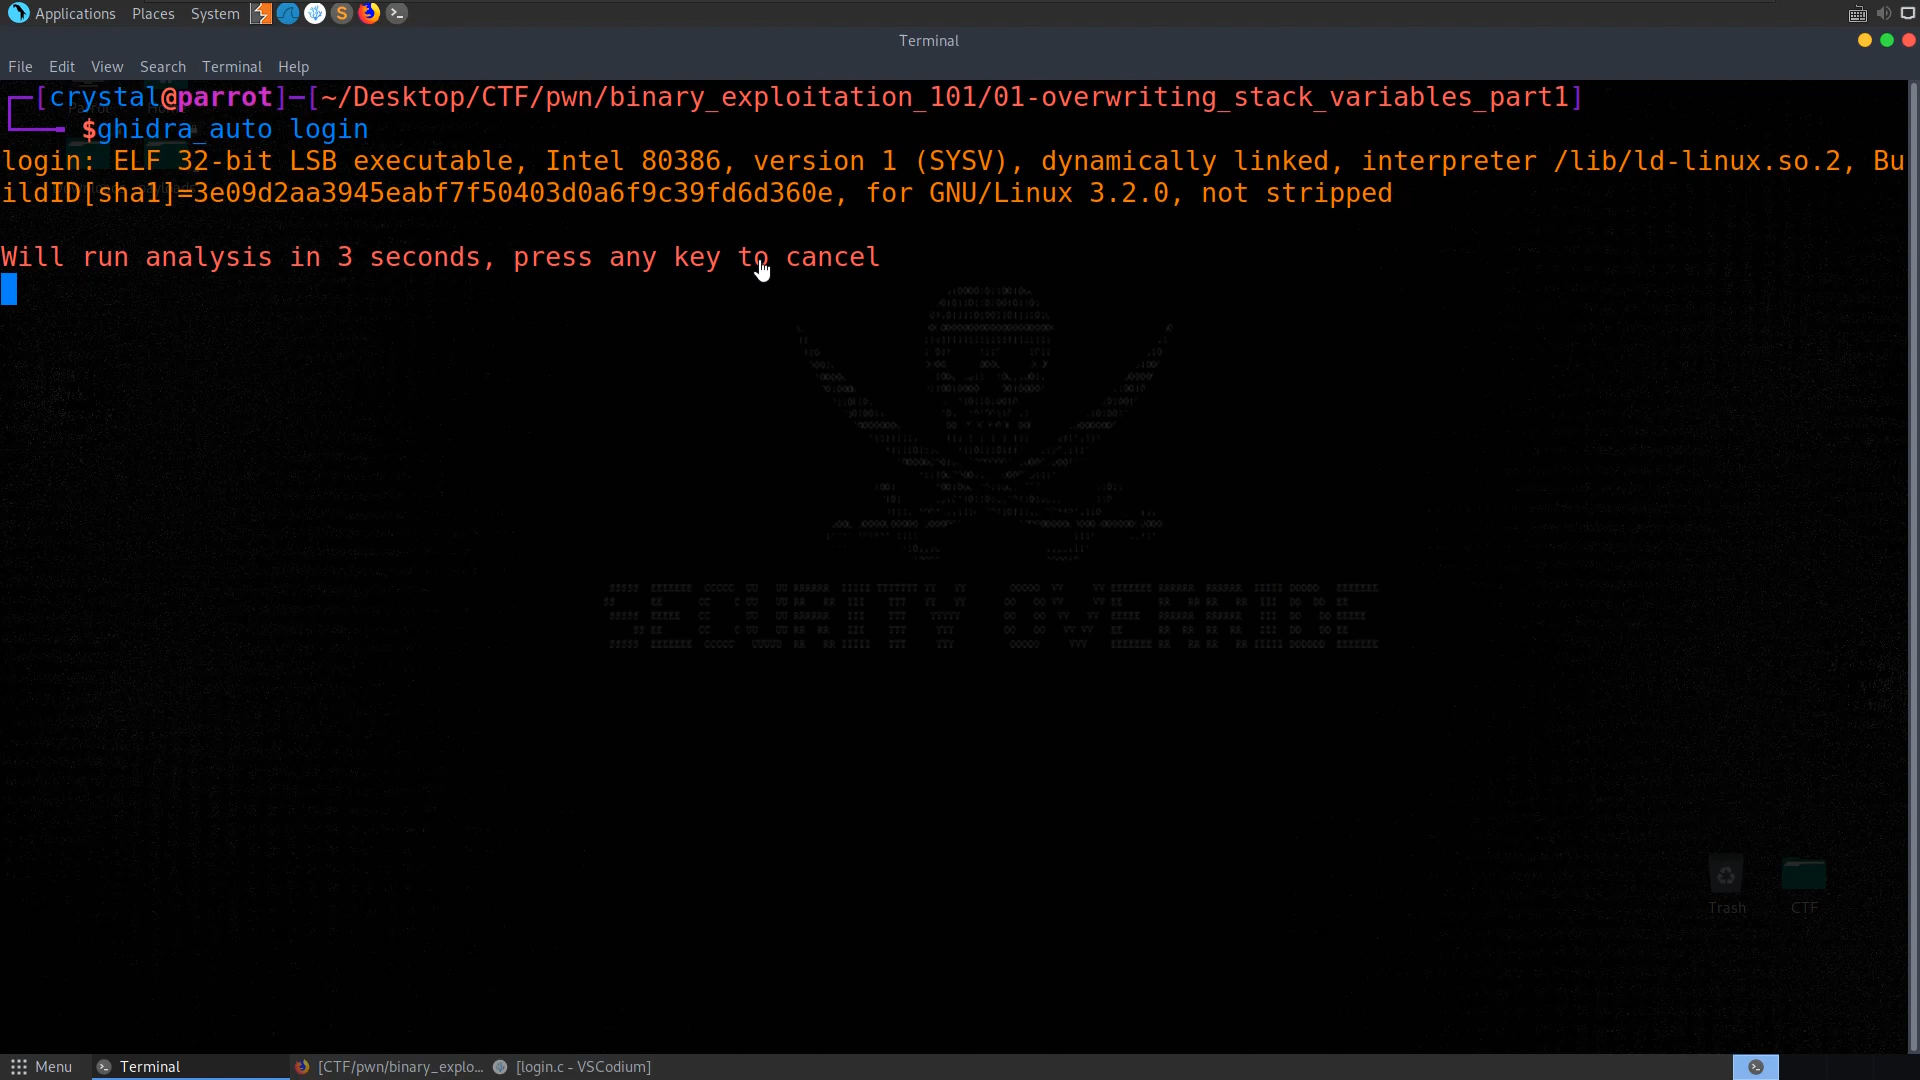 Applications Places System
Terminal
File Edit View Search Terminal Help
┌─[crystal@parrot]─[~/Desktop/CTF/pwn/binary_exploitation_101/01-overwriting_stack_variables_part1]
└──╼ $ghidra_auto login
login: ELF 32-bit LSB executable, Intel 80386, version 1 (SYSV), dynamically linked, interpreter /lib/ld-linux.so.2, Bu
ildID[sha1]=3e09d2aa3945eabf7f50403d0a6f9c39fd6d360e, for GNU/Linux 3.2.0, not stripped
Will run analysis in 3 seconds, press any key to cancel
SECURITY OVERRIDE
Trash CTF
Menu Terminal [CTF/pwn/binary_explo... [login.c - VSCodium]